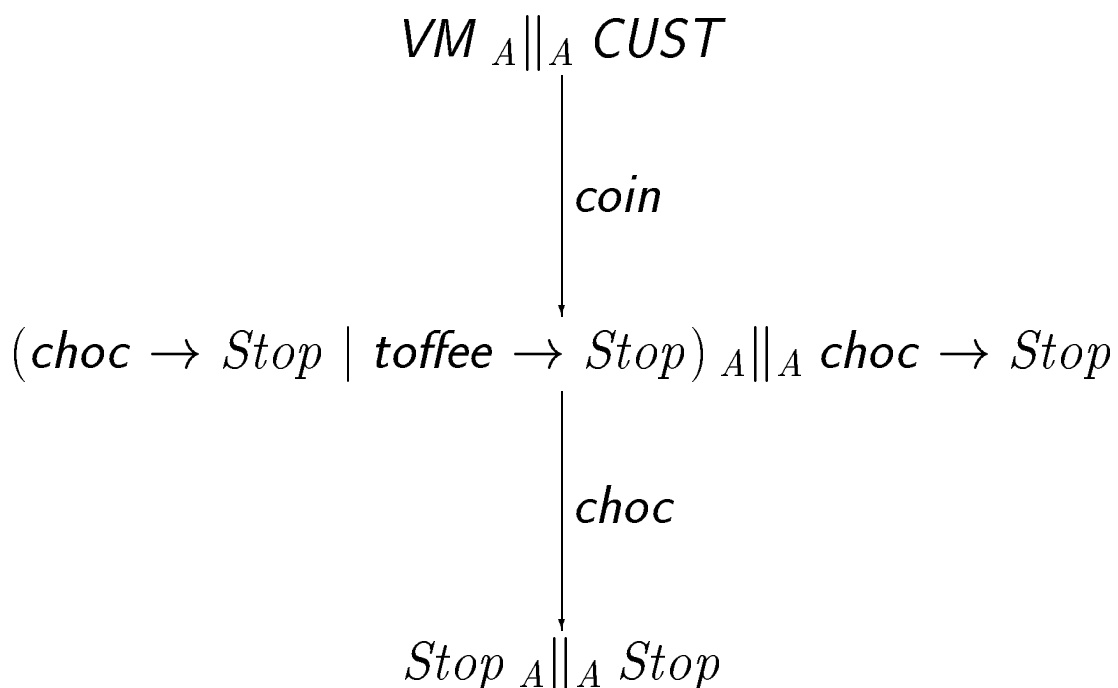 VM A||A CUST
coin
(choc → Stop | toffee → Stop) A||A choc → Stop
choc
Stop A||A Stop